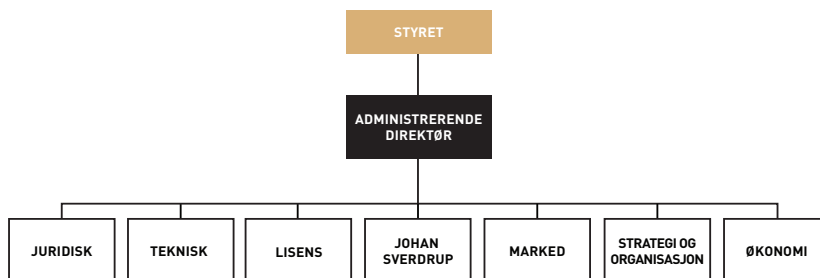 STYRET
ADMINISTRERENDE
DIREKTØR
JURIDISK
TEKNISK
LISENS
JOHAN
SVERDRUP
MARKED
STRATEGI OG
ORGANISASJON
ØKONOMI